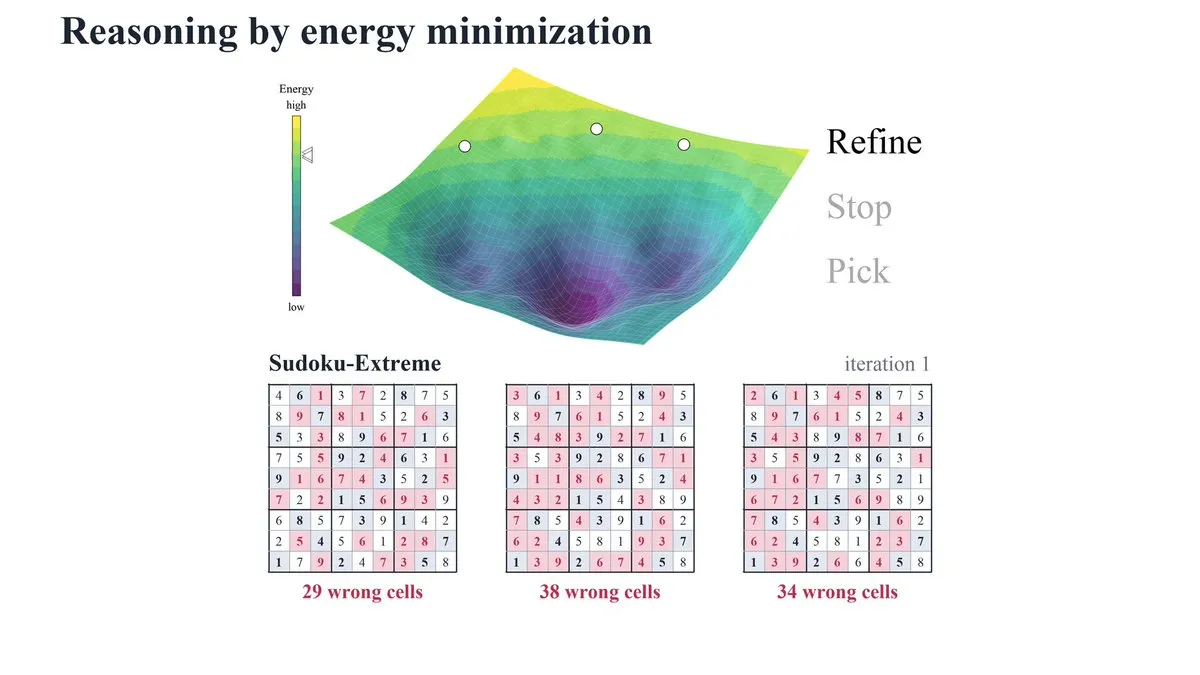 Reasoning by energy minimization
Energy
high
low
Refine
Stop
Pick
Sudoku-Extreme
iteration 1
4 6 1 3 7 2 8 7 5
8 9 7 8 1 5 2 6 3
5 3 3 8 9 6 7 1 6
7 5 5 9 2 4 6 3 1
9 1 6 7 4 3 5 2 5
7 2 2 1 5 6 9 3 9
6 8 5 7 3 9 1 4 2
2 5 4 5 6 1 2 8 7
1 7 9 2 4 7 3 5 8
29 wrong cells
3 6 1 3 4 2 8 9 5
8 9 7 6 1 5 2 4 3
5 4 8 3 9 2 7 1 6
3 5 3 9 2 8 6 7 1
9 1 1 8 6 3 5 2 4
4 3 2 1 5 4 3 8 9
7 8 5 4 3 9 1 6 2
6 2 4 5 8 1 9 3 7
1 3 9 2 6 7 4 5 8
38 wrong cells
2 6 1 3 4 5 8 7 5
8 9 7 6 1 5 2 4 3
5 4 3 8 9 8 7 1 6
3 5 5 9 2 8 6 3 1
9 1 6 7 7 3 5 2 1
6 7 2 1 5 6 9 8 9
7 8 5 4 3 9 1 6 2
6 2 4 5 8 1 2 3 7
1 3 9 2 6 6 4 5 8
34 wrong cells